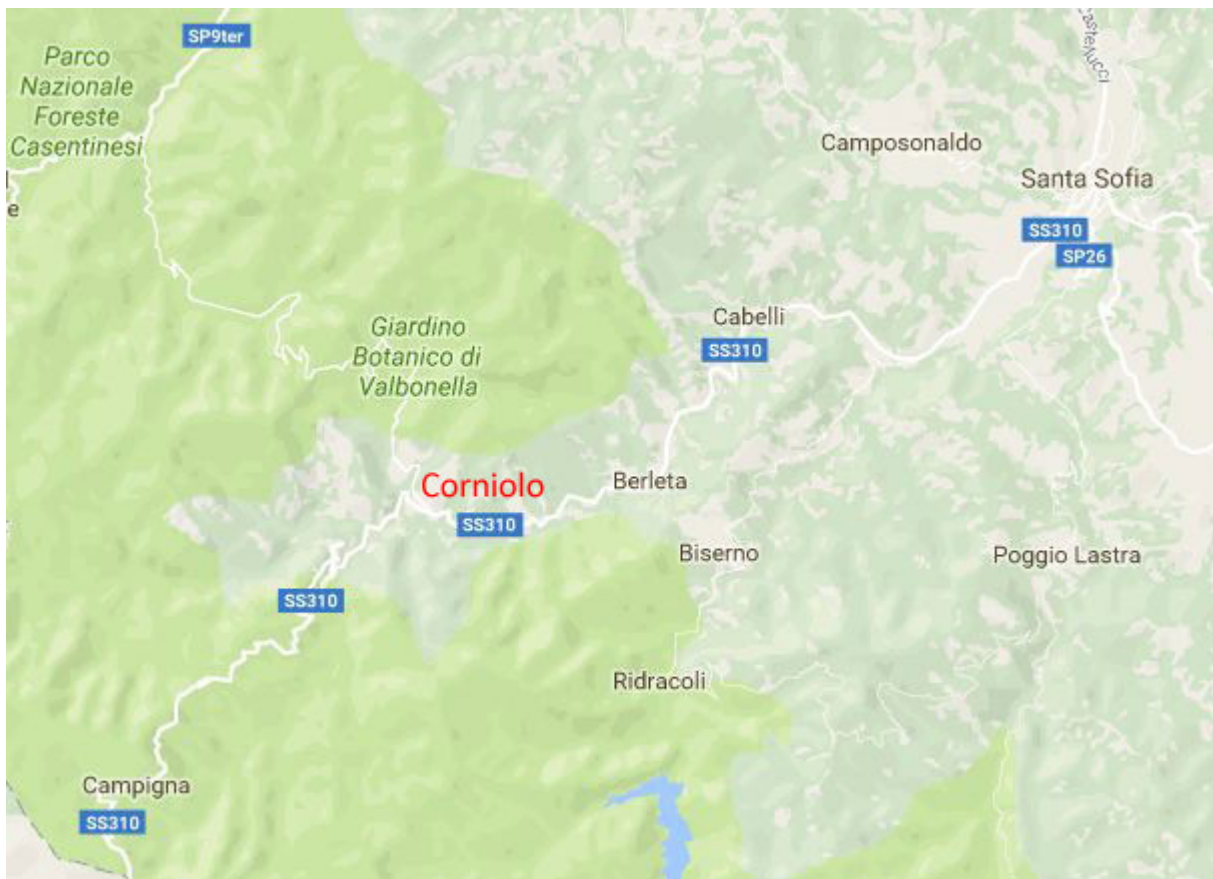 SP9ter
Parco
Nazionale
Foreste
Casentinesi
e
Camposonaldo
Santa Sofia
SS310
SP26
Cabelli
SS310
Giardino
Botanico di
Valbonella
Corniolo
SS310
Berleta
Biserno
Poggio Lastra
SS310
Ridracoli
Campigna
SS310